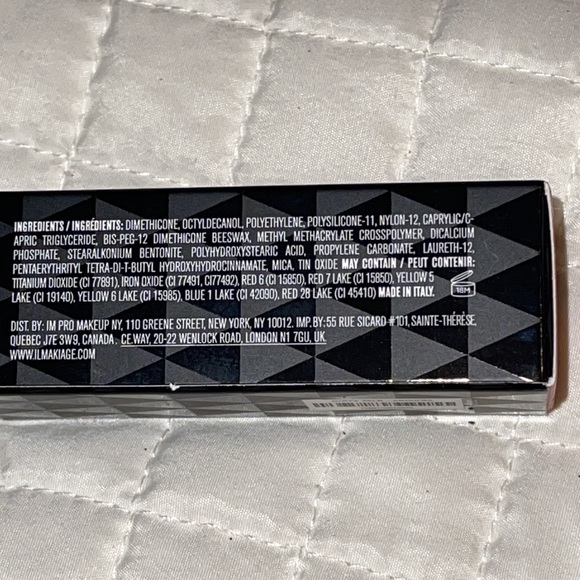 INGREDIENTS / INGRÉDIENTS: DIMETHICONE, OCTYLDECANOL, POLYETHYLENE, POLYSILICONE-11, NYLON-12, CAPRYLIC/C-
APRIC TRIGLYCERIDE, BIS-PEG-12 DIMETHICONE BEESWAX, METHYL METHACRYLATE CROSSPOLYMER, DICALCIUM
PHOSPHATE, STEARALKONIUM BENTONITE, POLYHYDROXYSTEARIC ACID, PROPYLENE CARBONATE, LAURETH-12,
PENTAERYTHRITYL TETRA-DI-T-BUTYL HYDROXYHYDROCINNAMATE, MICA, TIN OXIDE MAY CONTAIN / PEUT CONTENIR:
TITANIUM DIOXIDE (CI 77891), IRON OXIDE (CI 77491, CI77492), RED 6 (CI 15850), RED 7 LAKE (CI 15850), YELLOW 5
LAKE (CI 19140), YELLOW 6 LAKE (CI 15985), BLUE 1 LAKE (CI 42090), RED 28 LAKE (CI 45410) MADE IN ITALY.
18M
DIST. BY: IM PRO MAKEUP NY, 110 GREENE STREET, NEW YORK, NY 10012. IMP.BY: 55 RUE SICARD #101, SAINTE-THÉRÈSE,
QUEBEC J7E 3W9, CANADA. CE.WAY, 20-22 WENLOCK ROAD, LONDON N1 7GU, UK
WWW.ILMAKIAGE.COM